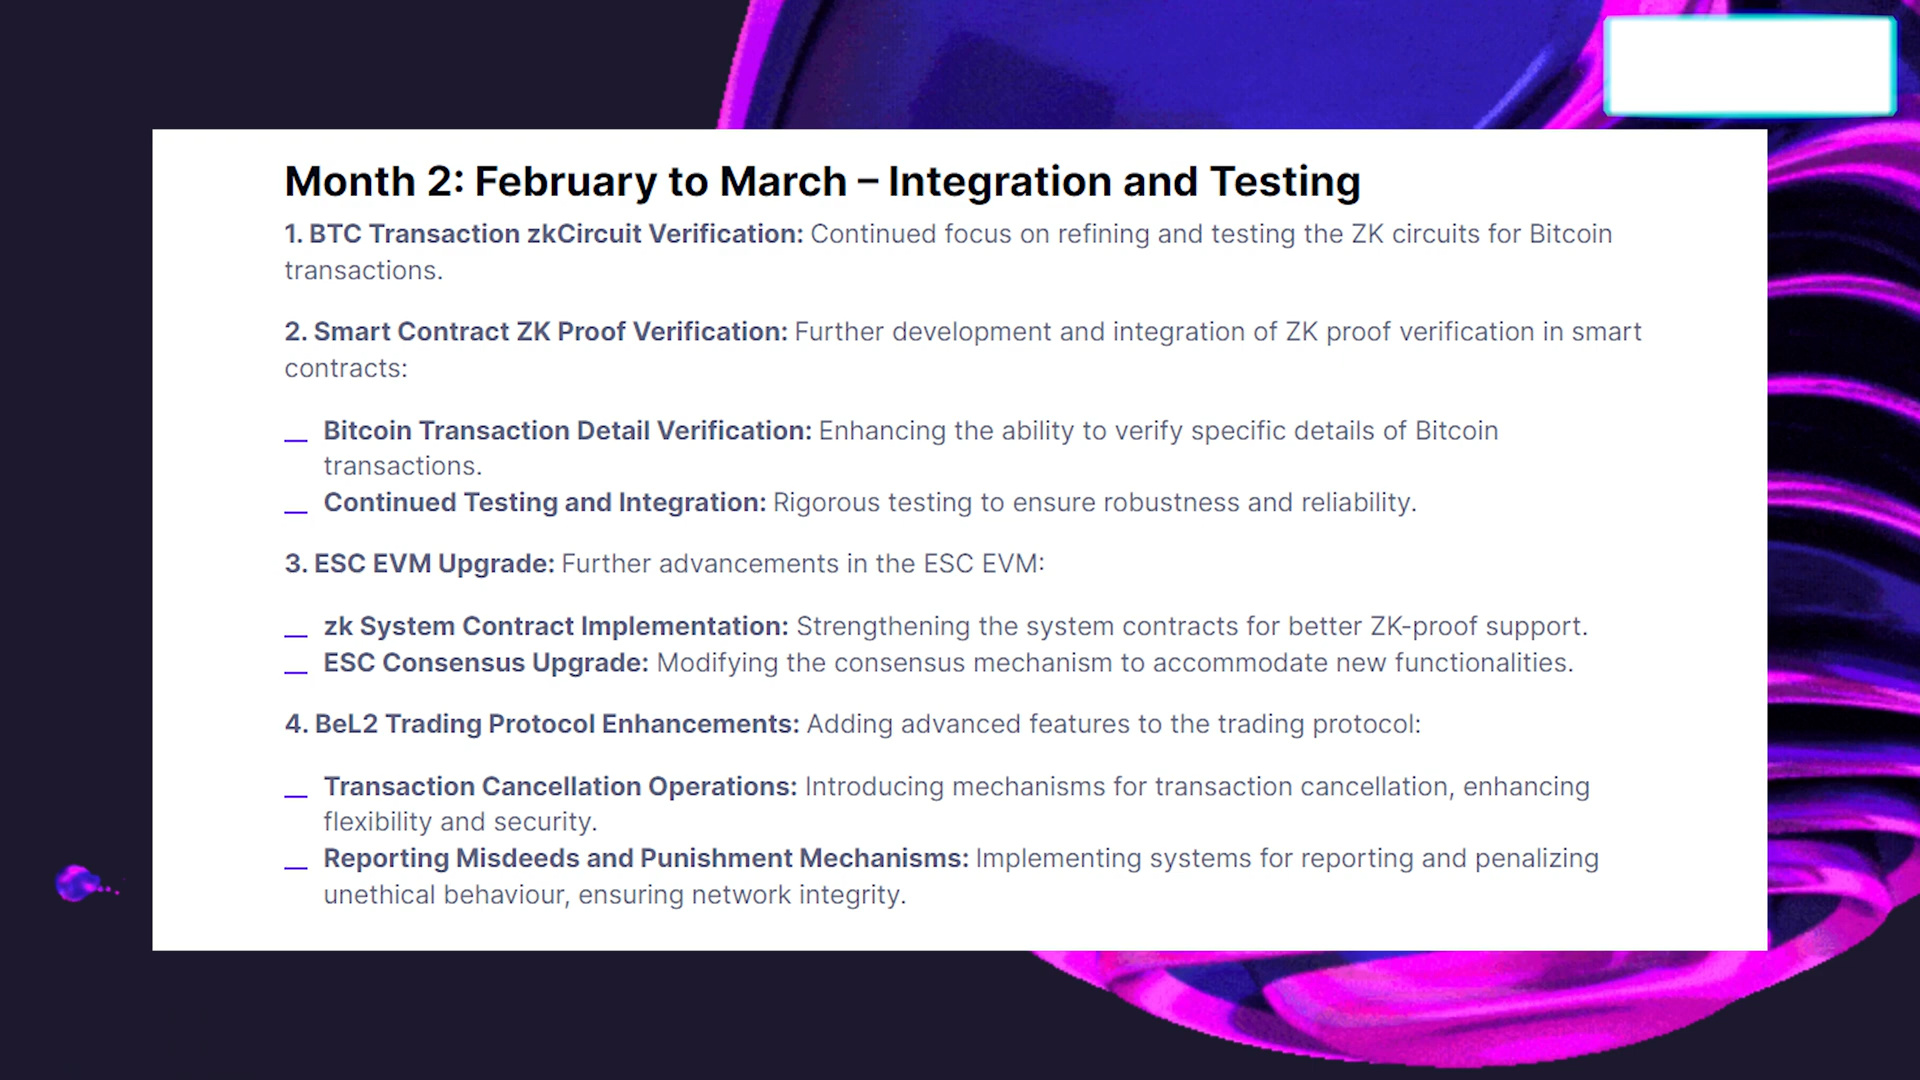 Month 2: February to March – Integration and Testing
1. BTC Transaction zkCircuit Verification: Continued focus on refining and testing the ZK circuits for Bitcoin
transactions.
2. Smart Contract ZK Proof Verification: Further development and integration of ZK proof verification in smart
contracts:
Bitcoin Transaction Detail Verification: Enhancing the ability to verify specific details of Bitcoin
transactions.
Continued Testing and Integration: Rigorous testing to ensure robustness and reliability.
3. ESC EVM Upgrade: Further advancements in the ESC EVM:
zk System Contract Implementation: Strengthening the system contracts for better ZK-proof support.
ESC Consensus Upgrade: Modifying the consensus mechanism to accommodate new functionalities.
4. BeL2 Trading Protocol Enhancements: Adding advanced features to the trading protocol:
Transaction Cancellation Operations: Introducing mechanisms for transaction cancellation, enhancing
flexibility and security.
Reporting Misdeeds and Punishment Mechanisms: Implementing systems for reporting and penalizing
unethical behaviour, ensuring network integrity.